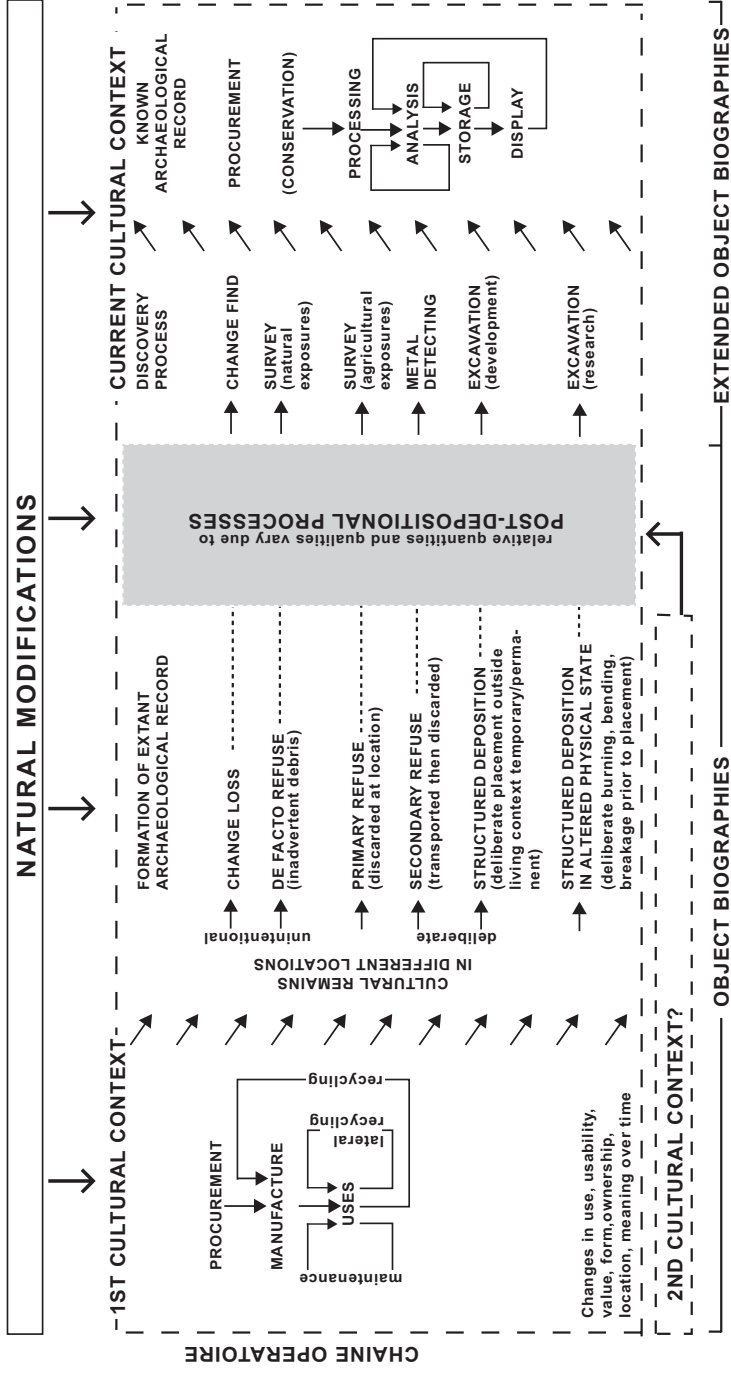 NATURAL MODIFICATIONS
CHAINE OPERATOIRE
1ST CULTURAL CONTEXT
PROCUREMENT
MANUFACTURE
USES
maintenance
lateral
recycling
recycling
Changes in use, usability,
value, form,ownership,
location, meaning over time
CULTURAL REMAINS
IN DIFFERENT LOCATIONS
unintentional
deliberate
FORMATION OF EXTANT
ARCHAEOLOGICAL RECORD
CHANGE LOSS
DE FACTO REFUSE
(inadvertent debris)
PRIMARY REFUSE
(discarded at location)
SECONDARY REFUSE
(transported then discarded)
STRUCTURED DEPOSITION
(deliberate placement outside
living context temporary/perma-
nent)
STRUCTURED DEPOSITION
IN ALTERED PHYSICAL STATE
(deliberate burning, bending,
breakage prior to placement)
relative quantities and qualities vary due to
POST-DEPOSITIONAL PROCESSES
CURRENT CULTURAL CONTEXT
DISCOVERY
PROCESS
CHANGE FIND
SURVEY
(natural
exposures)
SURVEY
(agricultural
exposures)
METAL
DETECTING
EXCAVATION
(development)
EXCAVATION
(research)
KNOWN
ARCHAEOLOGICAL
RECORD
PROCUREMENT
(CONSERVATION)
PROCESSING
ANALYSIS
STORAGE
DISPLAY
2ND CULTURAL CONTEXT?
OBJECT BIOGRAPHIES
EXTENDED OBJECT BIOGRAPHIES